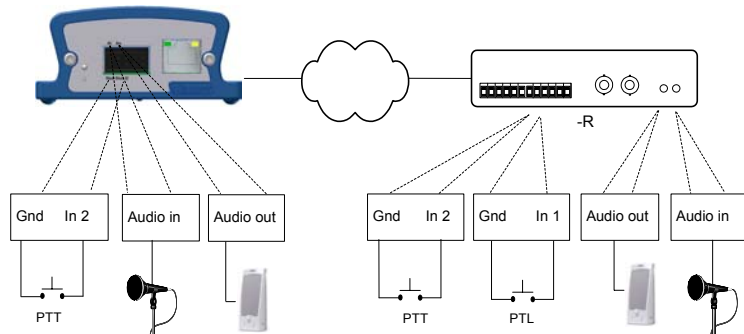 -R
Gnd In 2
Audio in
Audio out
Gnd In 2
Gnd In 1
Audio out
Audio in
PTT
PTT
PTL